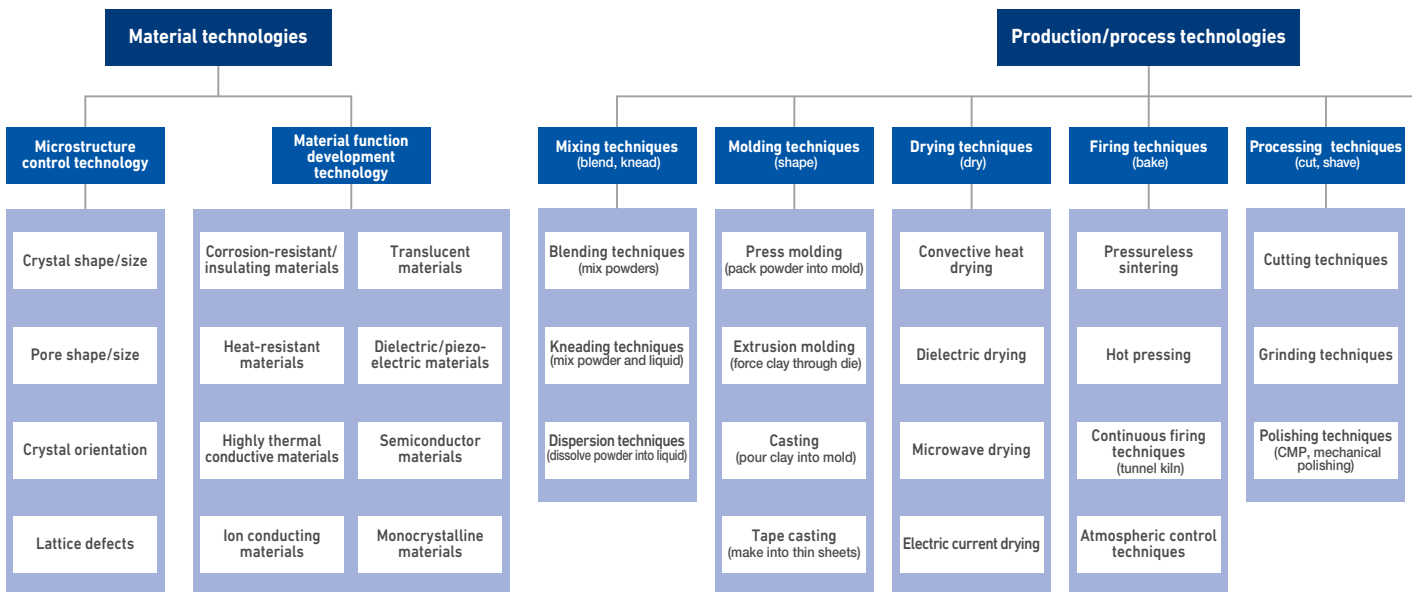 Material technologies
Production/process technologies
Microstructure
control technology
Material function
development
technology
Mixing techniques
(blend, knead)
Molding techniques
(shape)
Drying techniques
(dry)
Firing techniques
(bake)
Processing techniques
(cut, shave)
Crystal shape/size
Pore shape/size
Crystal orientation
Lattice defects
Corrosion-resistant/
insulating materials
Translucent
materials
Heat-resistant
materials
Dielectric/piezo-
electric materials
Highly thermal
conductive materials
Semiconductor
materials
Ion conducting
materials
Monocrystalline
materials
Blending techniques
(mix powders)
Kneading techniques
(mix powder and liquid)
Dispersion techniques
(dissolve powder into liquid)
Press molding
(pack powder into mold)
Extrusion molding
(force clay through die)
Casting
(pour clay into mold)
Tape casting
(make into thin sheets)
Convective heat
drying
Dielectric drying
Microwave drying
Electric current drying
Pressureless
sintering
Hot pressing
Continuous firing
techniques
(tunnel kiln)
Atmospheric control
techniques
Cutting techniques
Grinding techniques
Polishing techniques
(CMP, mechanical
polishing)